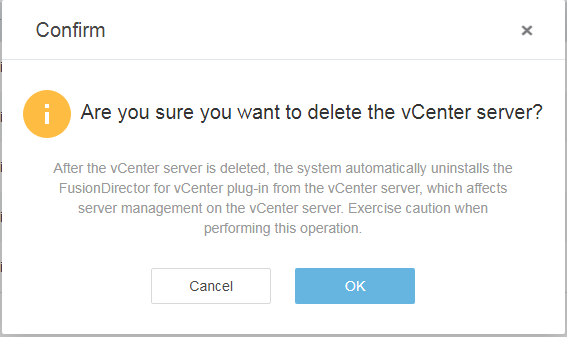 Confirm
Are you sure you want to delete the vCenter server?
After the vCenter server is deleted, the system automatically uninstalls the
FusionDirector for vCenter plug-in from the vCenter server, which affects
server management on the vCenter server. Exercise caution when
performing this operation.
Cancel OK